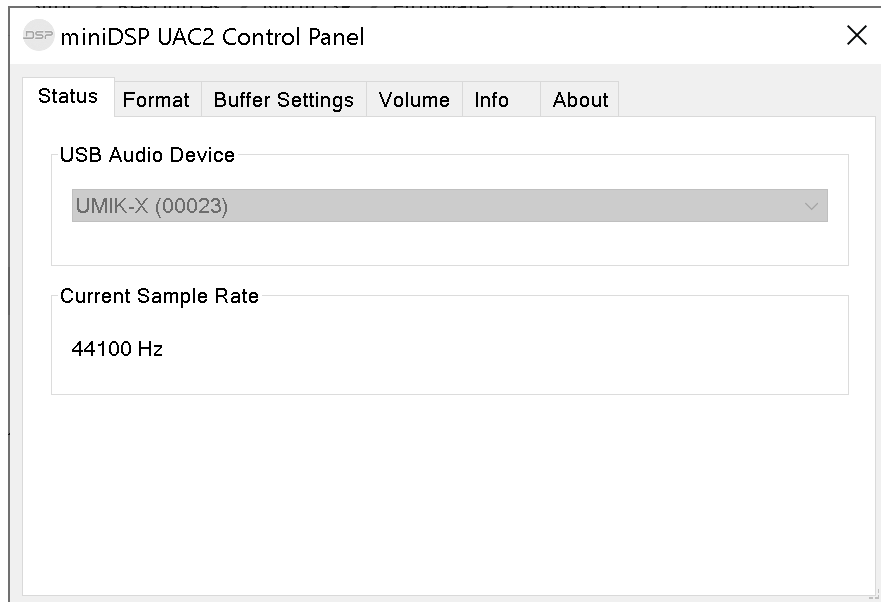 DSP
miniDSP UAC2 Control Panel
Status Format Buffer Settings Volume Info About
USB Audio Device
UMIK-X (00023)
Current Sample Rate
44100 Hz